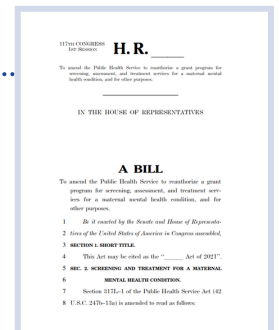 117TH CONGRESS
1ST SESSION
H. R. ______
To amend the Public Health Service to reauthorize a grant program for
screening, assessment, and treatment services for a maternal mental
health condition, and for other purposes.
IN THE HOUSE OF REPRESENTATIVES
A BILL
To amend the Public Health Service to reauthorize a grant
program for screening, assessment, and treatment serv-
ices for a maternal mental health condition, and for
other purposes.
1 Be it enacted by the Senate and House of Representa-
2 tives of the United States of America in Congress assembled,
3 SECTION 1. SHORT TITLE.
4 This Act may be cited as the “______ Act of 2021”.
5 SEC. 2. SCREENING AND TREATMENT FOR A MATERNAL
6 MENTAL HEALTH CONDITION.
7 Section 317L–1 of the Public Health Service Act (42
8 U.S.C. 247b–13a) is amended to read as follows: